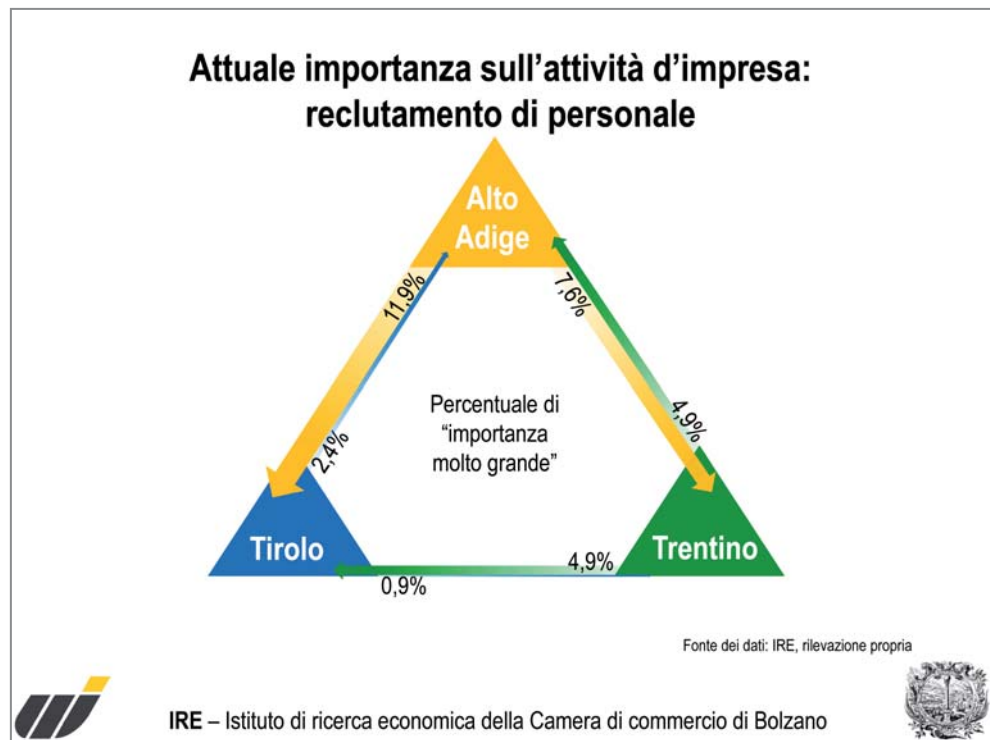 Attuale importanza sull’attività d’impresa:
reclutamento di personale
Alto
Adige
11,9%
7,6%
Percentuale di
“importanza
molto grande”
2,4%
4,9%
Tirolo
Trentino
4,9%
0,9%
Fonte dei dati: IRE, rilevazione propria
IRE – Istituto di ricerca economica della Camera di commercio di Bolzano